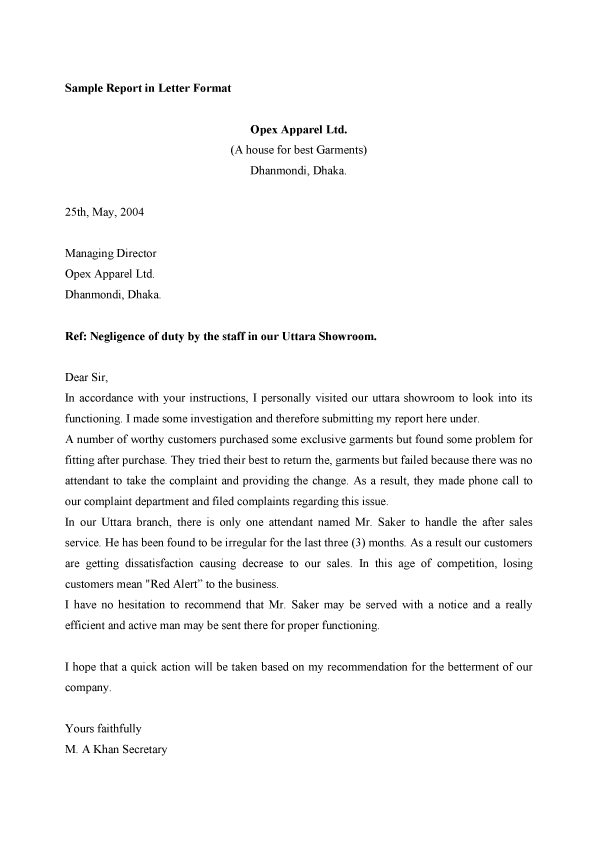 Sample Report in Letter Format
Opex Apparel Ltd.
(A house for best Garments)
Dhanmondi, Dhaka.
25th, May, 2004
Managing Director
Opex Apparel Ltd.
Dhanmondi, Dhaka.
Ref: Negligence of duty by the staff in our Uttara Showroom.
Dear Sir,
In accordance with your instructions, I personally visited our uttara showroom to look into its
functioning. I made some investigation and therefore submitting my report here under.
A number of worthy customers purchased some exclusive garments but found some problem for
fitting after purchase. They tried their best to return the, garments but failed because there was no
attendant to take the complaint and providing the change. As a result, they made phone call to
our complaint department and filed complaints regarding this issue.
In our Uttara branch, there is only one attendant named Mr. Saker to handle the after sales
service. He has been found to be irregular for the last three (3) months. As a result our customers
are getting dissatisfaction causing decrease to our sales. In this age of competition, losing
customers mean "Red Alert” to the business.
I have no hesitation to recommend that Mr. Saker may be served with a notice and a really
efficient and active man may be sent there for proper functioning.
I hope that a quick action will be taken based on my recommendation for the betterment of our
company.
Yours faithfully
M. A Khan Secretary